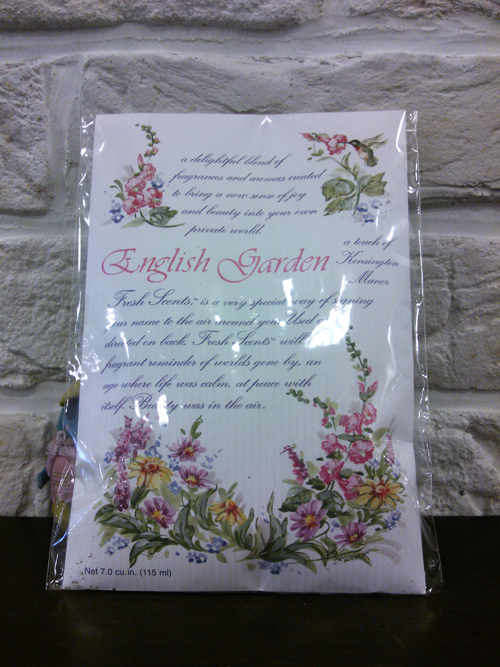 a delightful blend of
fragrances and aromas created
to bring a new sense of joy
and beauty into your own
private world.
English Garden
a touch of
Kensington
Manor
Fresh Scents™ is a very special way of signing
your name to the air around you. Used
directed on back, Fresh Scents™ will
fragrant reminder of worlds gone by, an
age where life was calm, at peace with
itself. Beauty was in the air.
Net 7.0 cu.in. (115 ml)